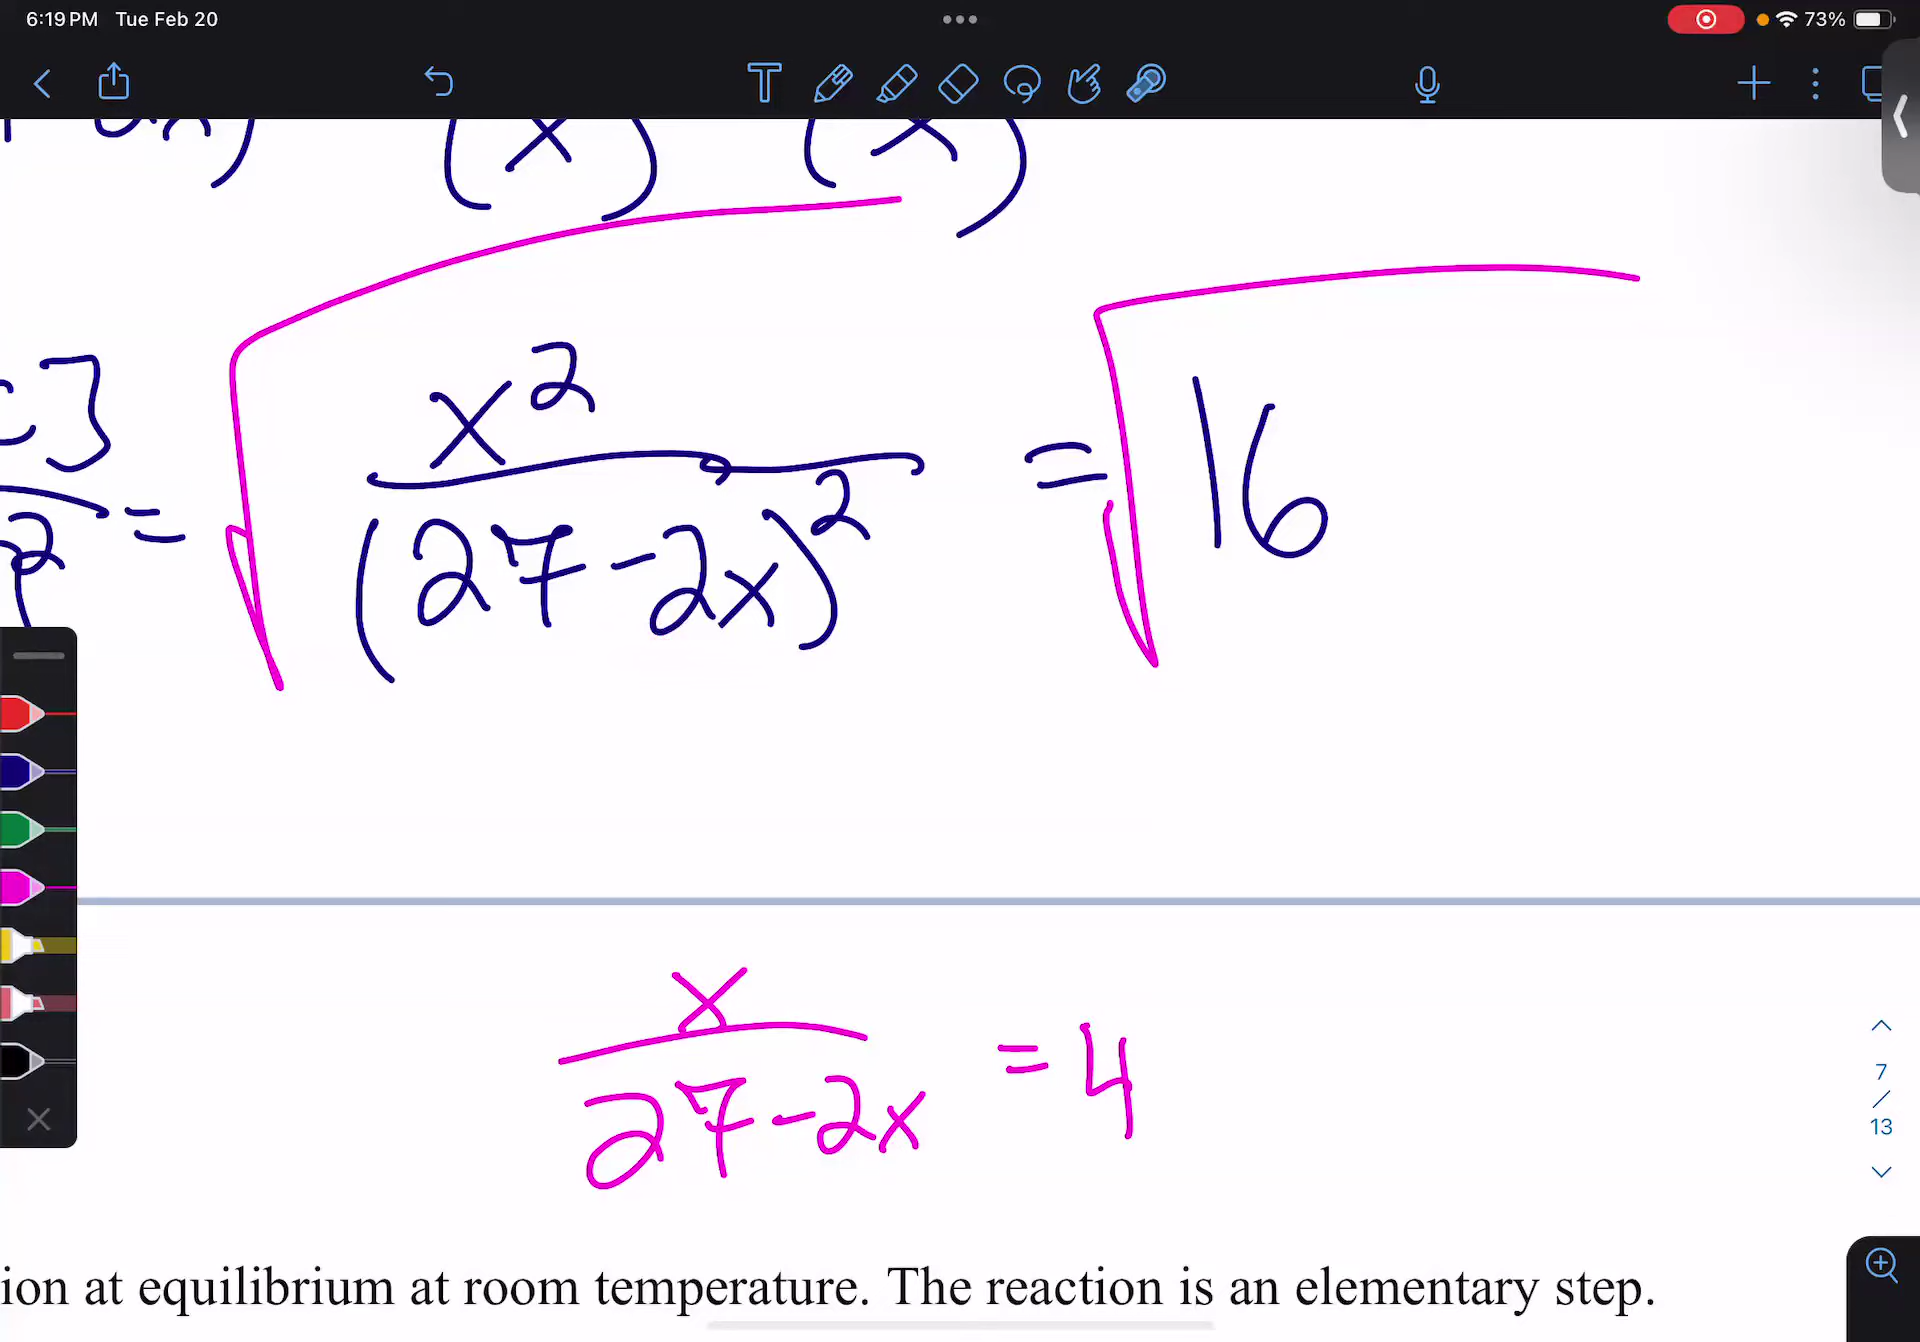 6:19 PM Tue Feb 20
73%
(x) (x)
c] / ²  = √ x² / (27-2x)² = √ 16
x / 27-2x = 4
7
/
13
ion at equilibrium at room temperature. The reaction is an elementary step.